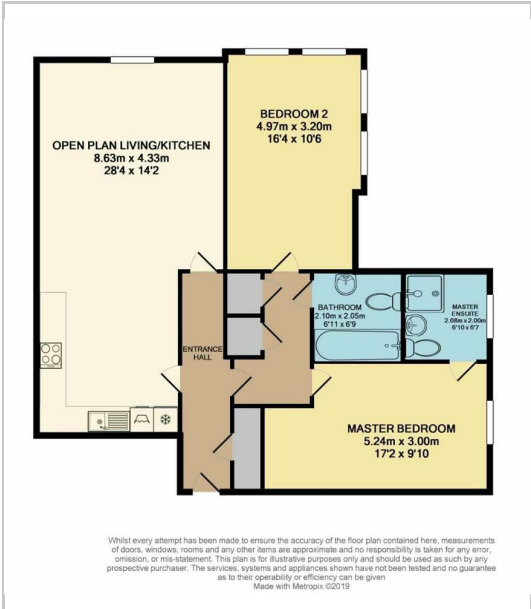 BEDROOM 2
4.97m x 3.20m
16'4 x 10'6
OPEN PLAN LIVING/KITCHEN
8.63m x 4.33m
28'4 x 14'2
BATHROOM
2.10m x 2.05m
6'11 x 6'9
MASTER
ENSUITE
2.08m x 2.00m
6'10 x 6'7
ENTRANCE
HALL
MASTER BEDROOM
5.24m x 3.00m
17'2 x 9'10
Whilst every attempt has been made to ensure the accuracy of the floor plan contained here, measurements
of doors, windows, rooms and any other items are approximate and no responsibility is taken for any error,
omission, or mis-statement. This plan is for illustrative purposes only and should be used as such by any
prospective purchaser. The services, systems and appliances shown have not been tested and no guarantee
as to their operability or efficiency can be given
Made with Metropix ©2019